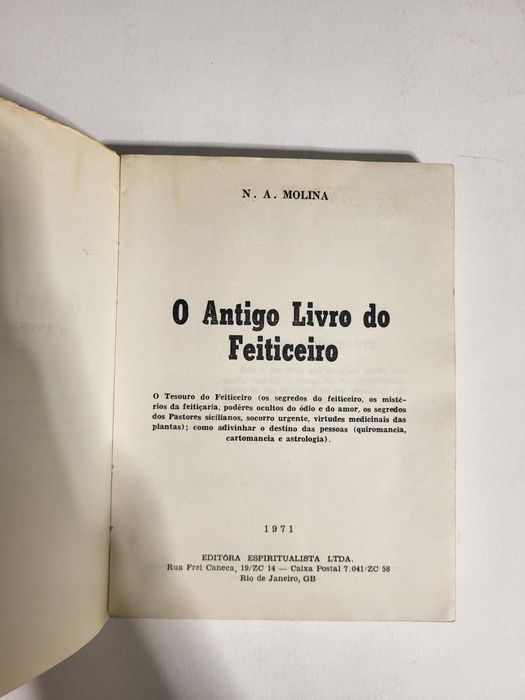 N. A. MOLINA
O Antigo Livro do
Feiticeiro
O Tesouro do Feiticeiro (os segredos do feiticeiro, os misté-
rios da feitiçaria, podêres ocultos do ódio e do amor, os segredos
dos Pastores sicilianos, socorro urgente, virtudes medicinais das
plantas); como adivinhar o destino das pessoas (quiromancia,
cartomancia e astrologia).
1971
EDITÔRA ESPIRITUALISTA LTDA.
Rua Frei Caneca, 19/ZC 14 — Caixa Postal 7.041/ZC 58
Rio de Janeiro, GB